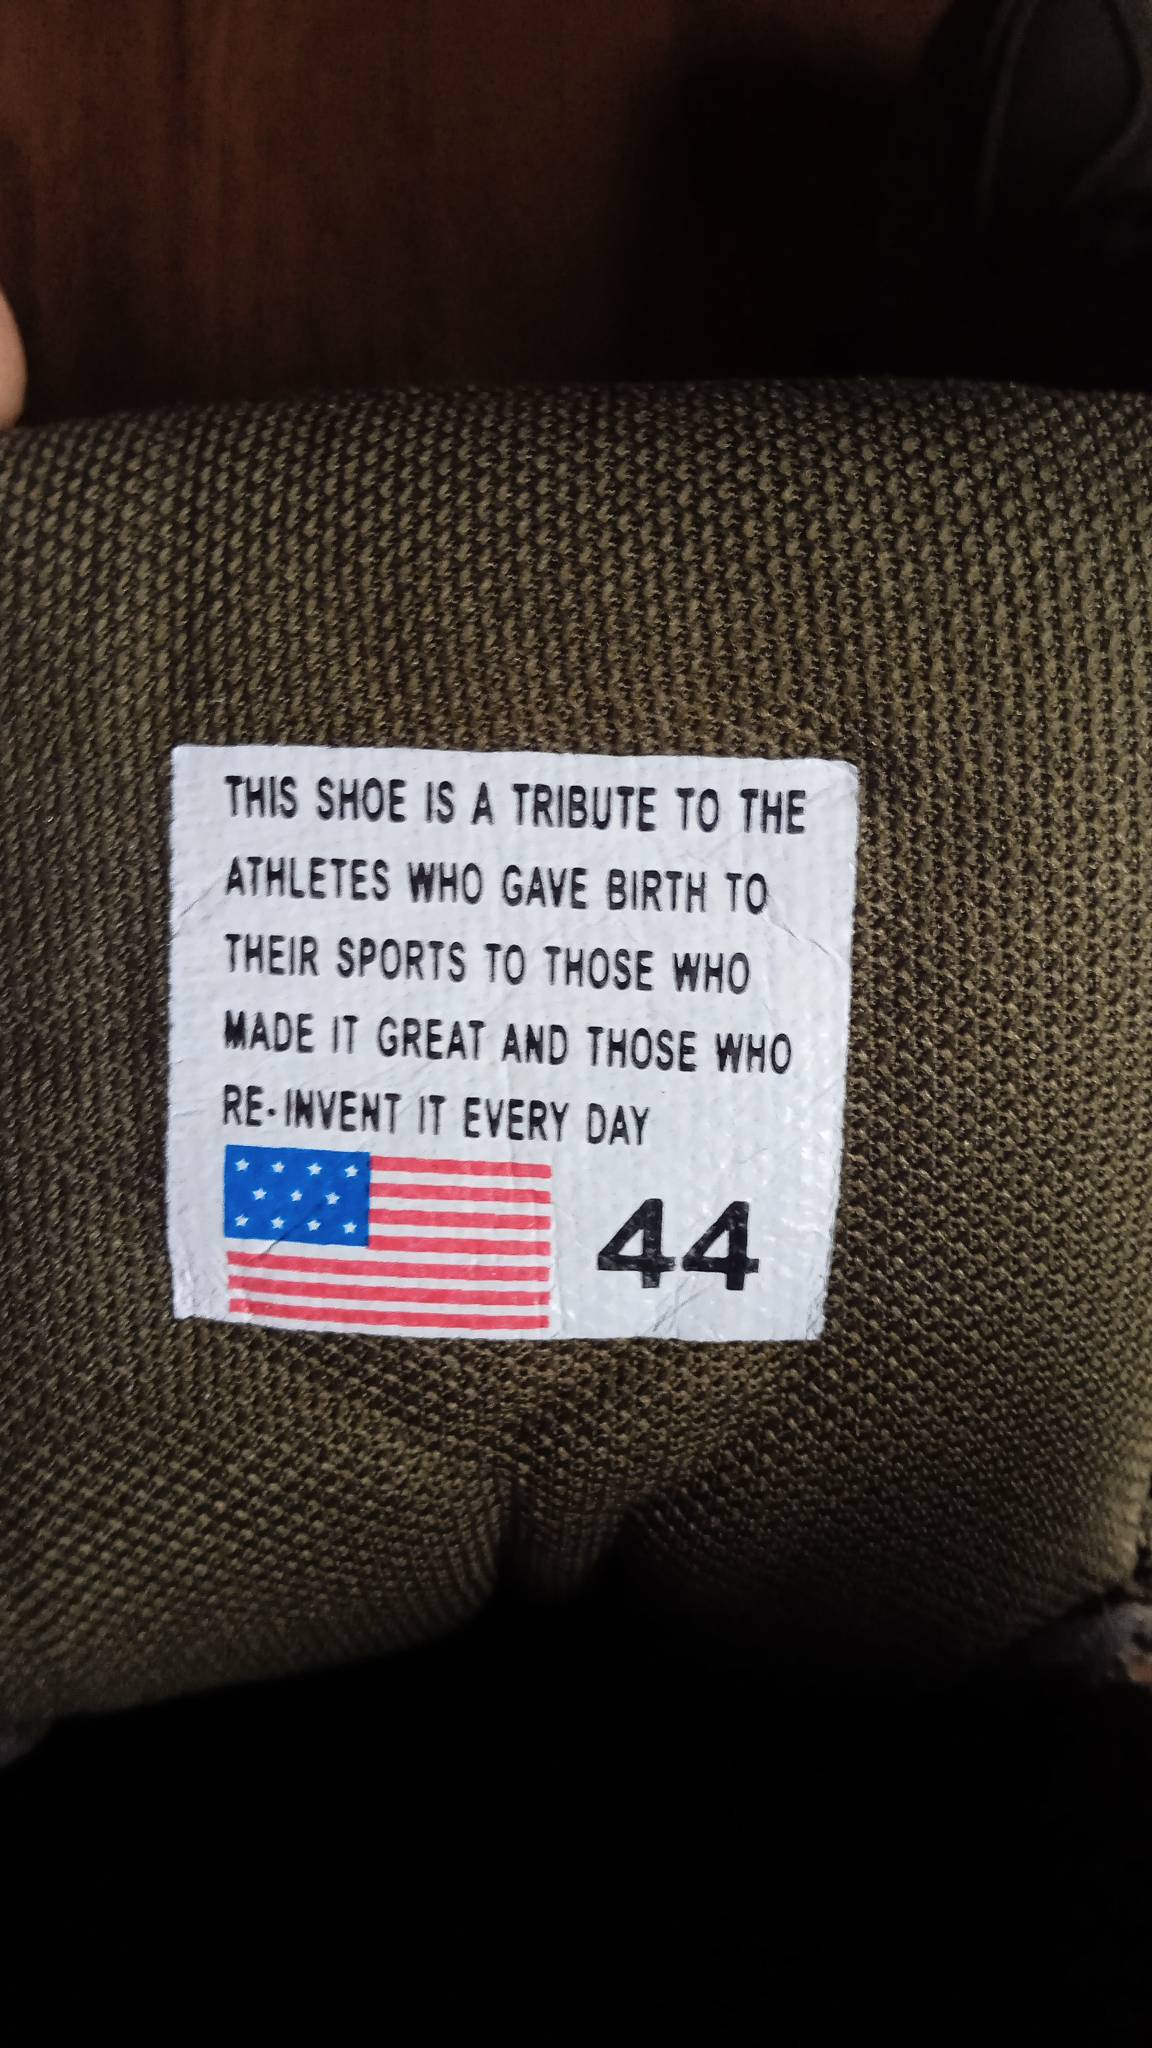 THIS SHOE IS A TRIBUTE TO THE
ATHLETES WHO GAVE BIRTH TO
THEIR SPORTS TO THOSE WHO
MADE IT GREAT AND THOSE WHO
RE-INVENT IT EVERY DAY
44